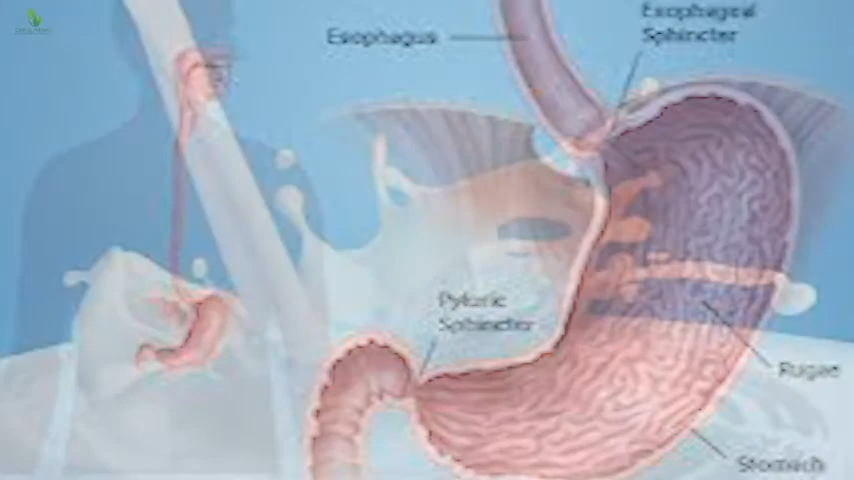 Esophagus
Esophageal
Sphincter
Pyloric
Sphincter
Rugae
Stomach